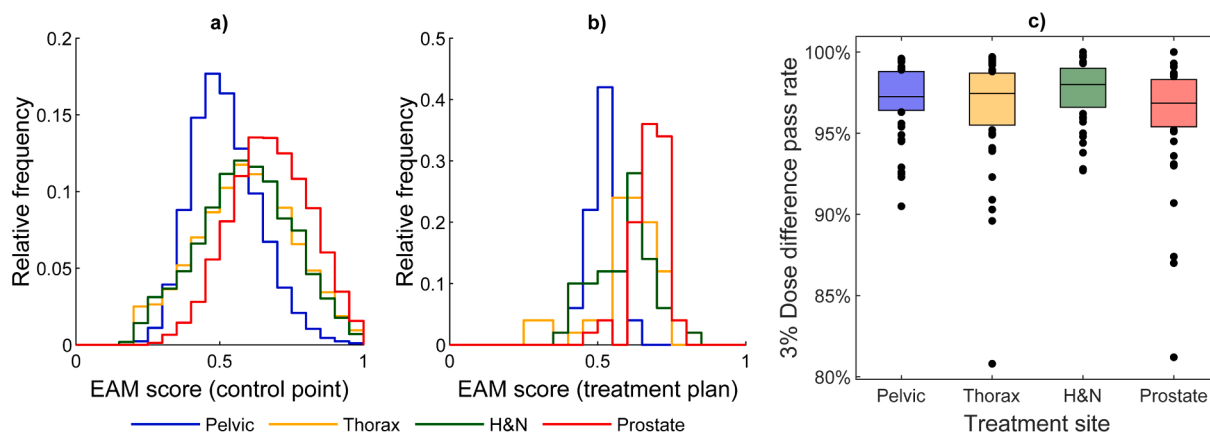 a)
Relative frequency
0.2
0.15
0.1
0.05
0
0
0.5
1
EAM score (control point)
b)
Relative frequency
0.5
0.4
0.3
0.2
0.1
0
0
0.5
1
EAM score (treatment plan)
Pelvic
Thorax
H&N
Prostate
c)
3% Dose difference pass rate
100%
95%
90%
85%
80%
Pelvic
Thorax
H&N
Prostate
Treatment site